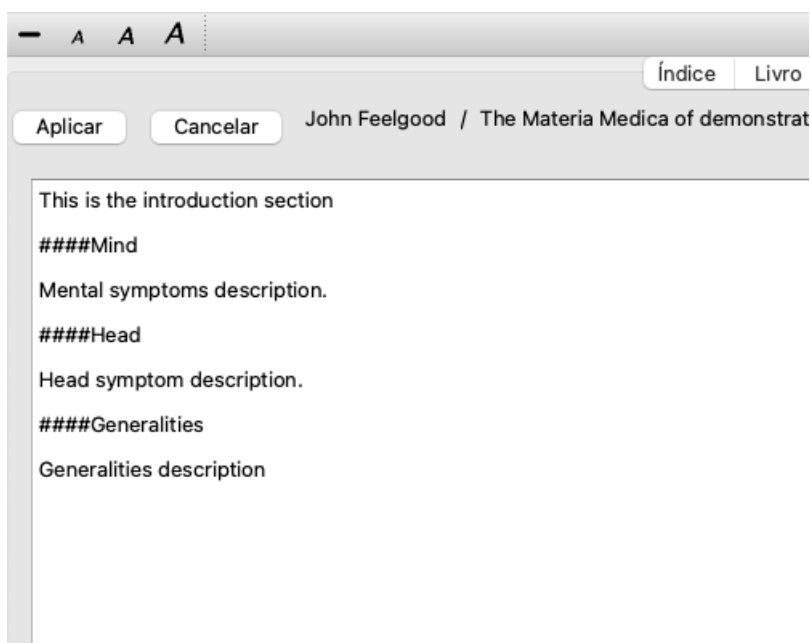 A A A
Índice Livro
Aplicar Cancelar John Feelgood / The Materia Medica of demonstrat
This is the introduction section
####Mind
Mental symptoms description.
####Head
Head symptom description.
####Generalities
Generalities description